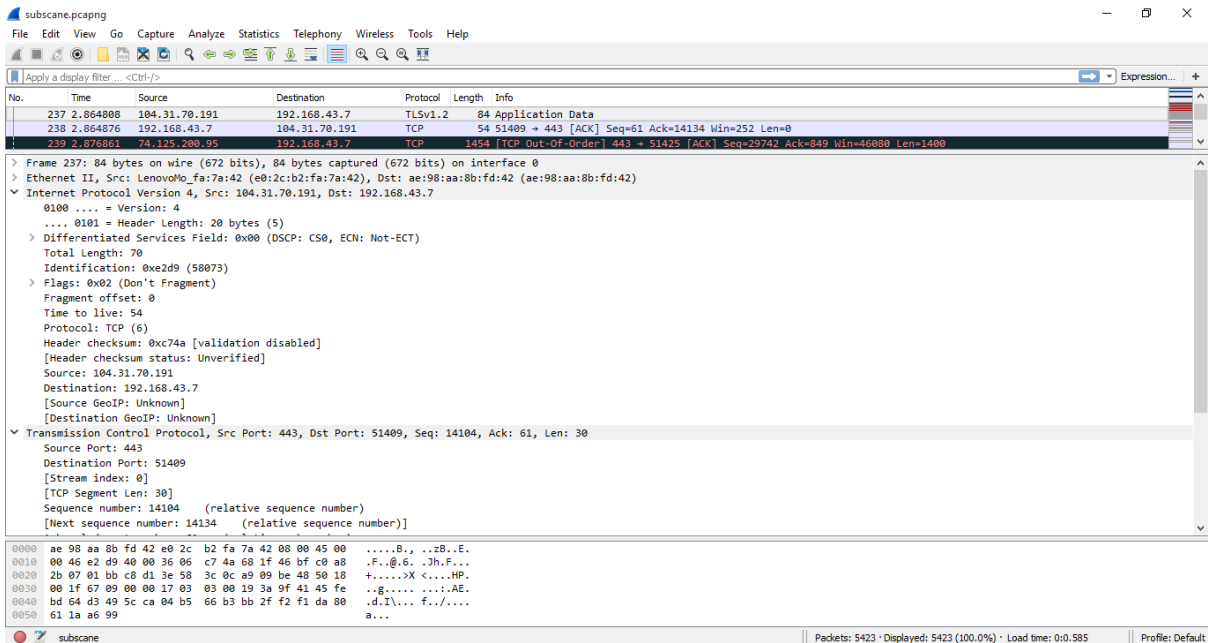 subscane.pcapng
File Edit View Go Capture Analyze Statistics Telephony Wireless Tools Help
Apply a display filter ... <Ctrl-/>
Expression... +
No. Time Source Destination Protocol Length Info
237 2.864808 104.31.70.191 192.168.43.7 TLSv1.2 84 Application Data
238 2.864876 192.168.43.7 104.31.70.191 TCP 54 51409 → 443 [ACK] Seq=61 Ack=14134 Win=252 Len=0
239 2.876861 74.125.200.95 192.168.43.7 TCP 1454 [TCP Out-Of-Order] 443 → 51425 [ACK] Seq=29742 Ack=849 Win=46080 Len=1400
Frame 237: 84 bytes on wire (672 bits), 84 bytes captured (672 bits) on interface 0
Ethernet II, Src: LenovoMo_fa:7a:42 (e0:2c:b2:fa:7a:42), Dst: ae:98:aa:8b:fd:42 (ae:98:aa:8b:fd:42)
Internet Protocol Version 4, Src: 104.31.70.191, Dst: 192.168.43.7
0100 .... = Version: 4
.... 0101 = Header Length: 20 bytes (5)
Differentiated Services Field: 0x00 (DSCP: CS0, ECN: Not-ECT)
Total Length: 70
Identification: 0xe2d9 (58073)
Flags: 0x02 (Don't Fragment)
Fragment offset: 0
Time to live: 54
Protocol: TCP (6)
Header checksum: 0xc74a [validation disabled]
[Header checksum status: Unverified]
Source: 104.31.70.191
Destination: 192.168.43.7
[Source GeoIP: Unknown]
[Destination GeoIP: Unknown]
Transmission Control Protocol, Src Port: 443, Dst Port: 51409, Seq: 14104, Ack: 61, Len: 30
Source Port: 443
Destination Port: 51409
[Stream index: 0]
[TCP Segment Len: 30]
Sequence number: 14104 (relative sequence number)
[Next sequence number: 14134 (relative sequence number)]
0000 ae 98 aa 8b fd 42 e0 2c b2 fa 7a 42 08 00 45 00 .....B., ..zB..E.
0010 00 46 e2 d9 40 00 36 06 c7 4a 68 1f 46 bf c0 a8 .F..@.6. .Jh.F...
0020 2b 07 01 bb c8 d1 3e 58 3c 0c a9 09 be 48 50 18 +.....>X <....HP.
0030 00 1f 67 09 00 00 17 03 03 00 19 3a 9f 41 45 fe ..g..... ...:.AE.
0040 bd 64 d3 49 5c ca 04 b5 66 b3 bb 2f f2 f1 da 80 .d.I\... f../....
0050 61 1a a6 99 a...
subscane
Packets: 5423 · Displayed: 5423 (100.0%) · Load time: 0:0.585
Profile: Default